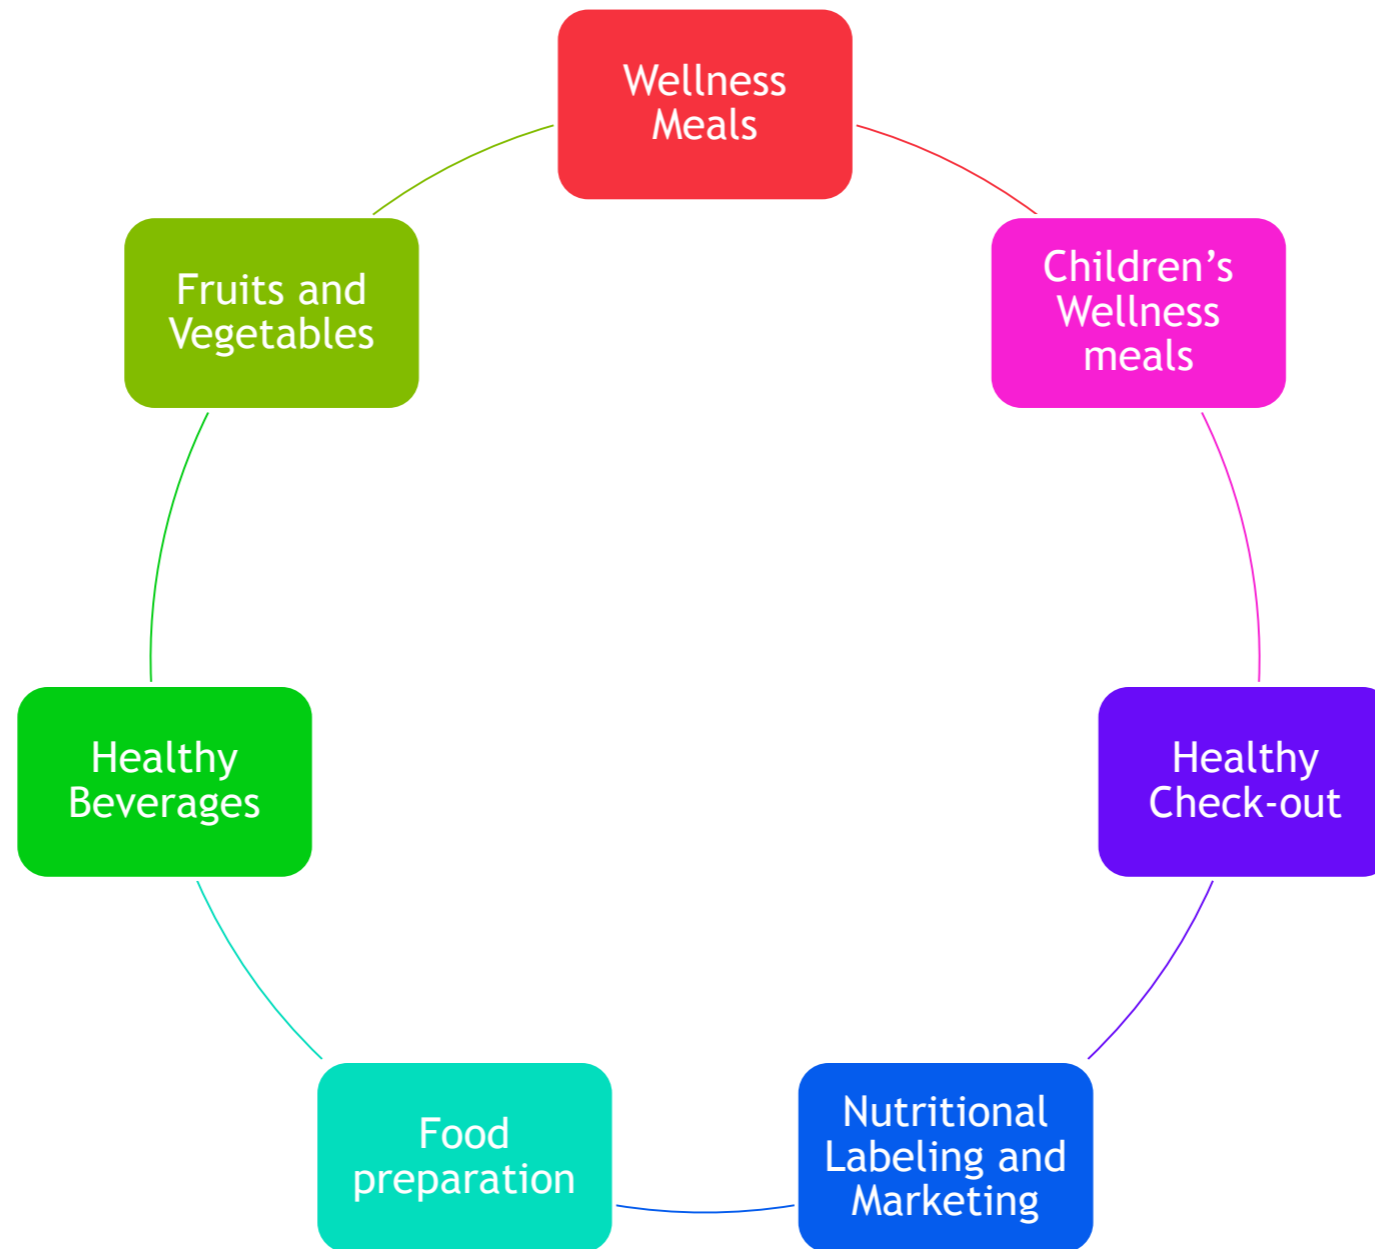 Wellness
Meals
Children’s
Wellness
meals
Healthy
Check-out
Nutritional
Labeling and
Marketing
Food
preparation
Healthy
Beverages
Fruits and
Vegetables